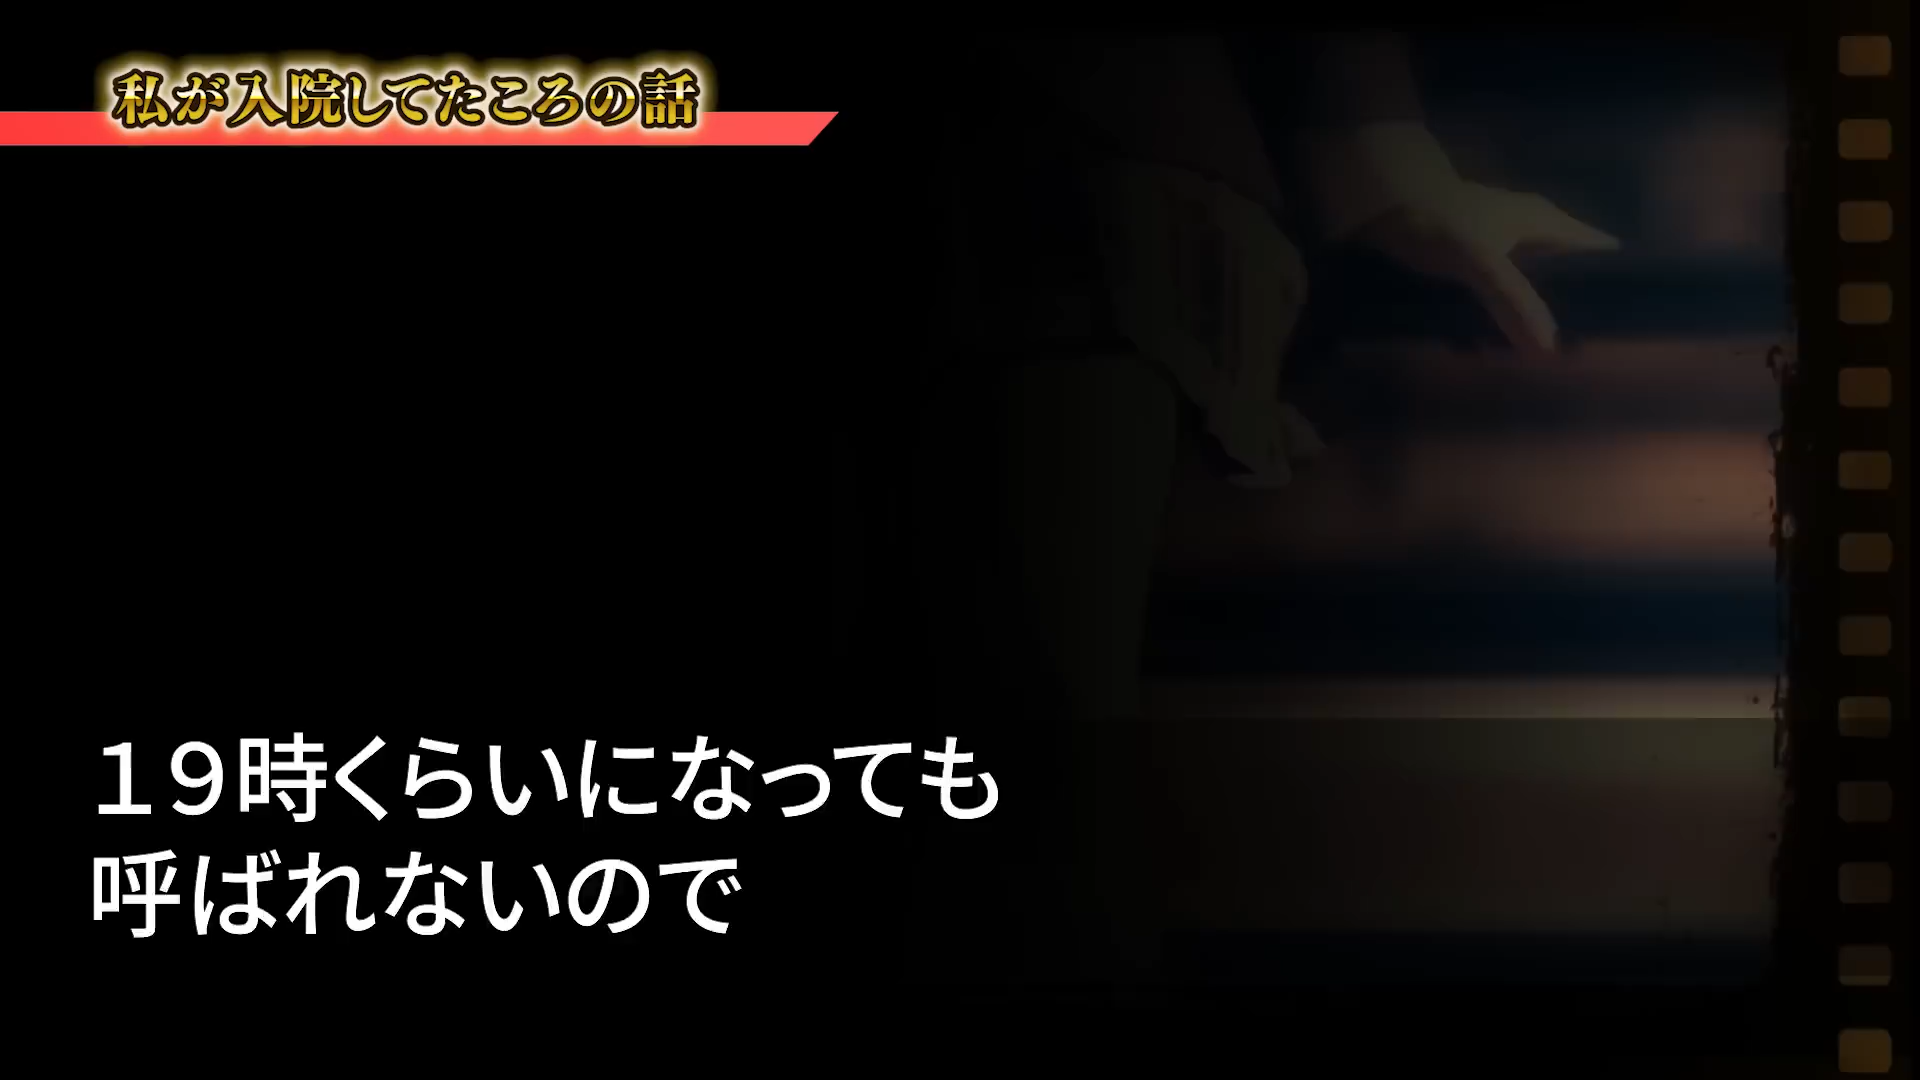 私が入院してたころの話
１９時くらいになっても
呼ばれないので